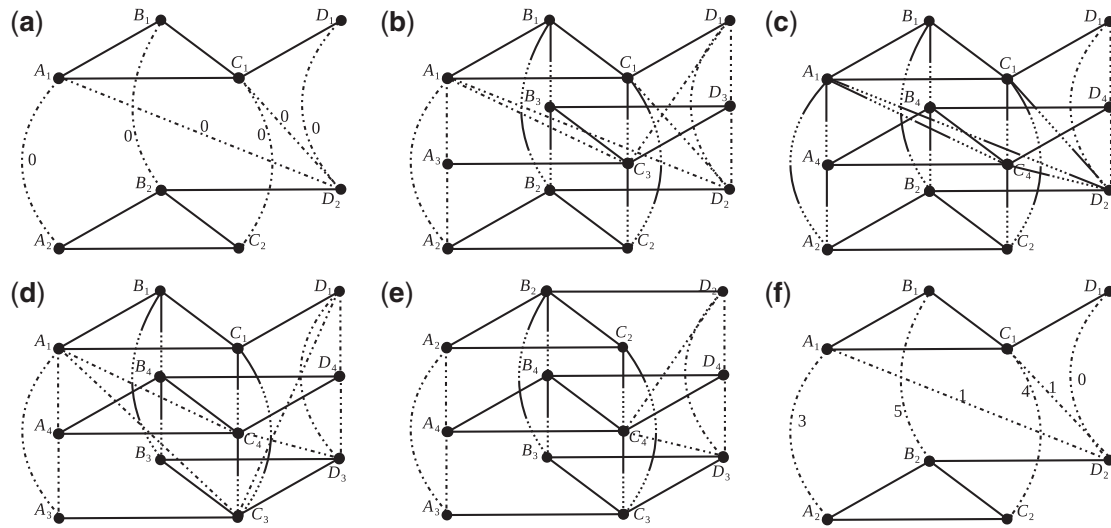 (a)
B1
D1
A1
C1
0
0
0
0
0
0
B2
D2
A2
C2
(b)
B1
D1
A1
C1
B3
D3
A3
C3
B2
D2
A2
C2
(c)
B1
D1
A1
C1
B4
D4
A4
C4
B2
D2
A2
C2
(d)
B1
D1
A1
C1
B4
D4
A4
C4
B3
D3
A3
C3
(e)
B2
D2
A2
C2
B4
D4
A4
C4
B3
D3
A3
C3
(f)
B1
D1
A1
C1
0
1
4
1
3
5
B2
D2
A2
C2